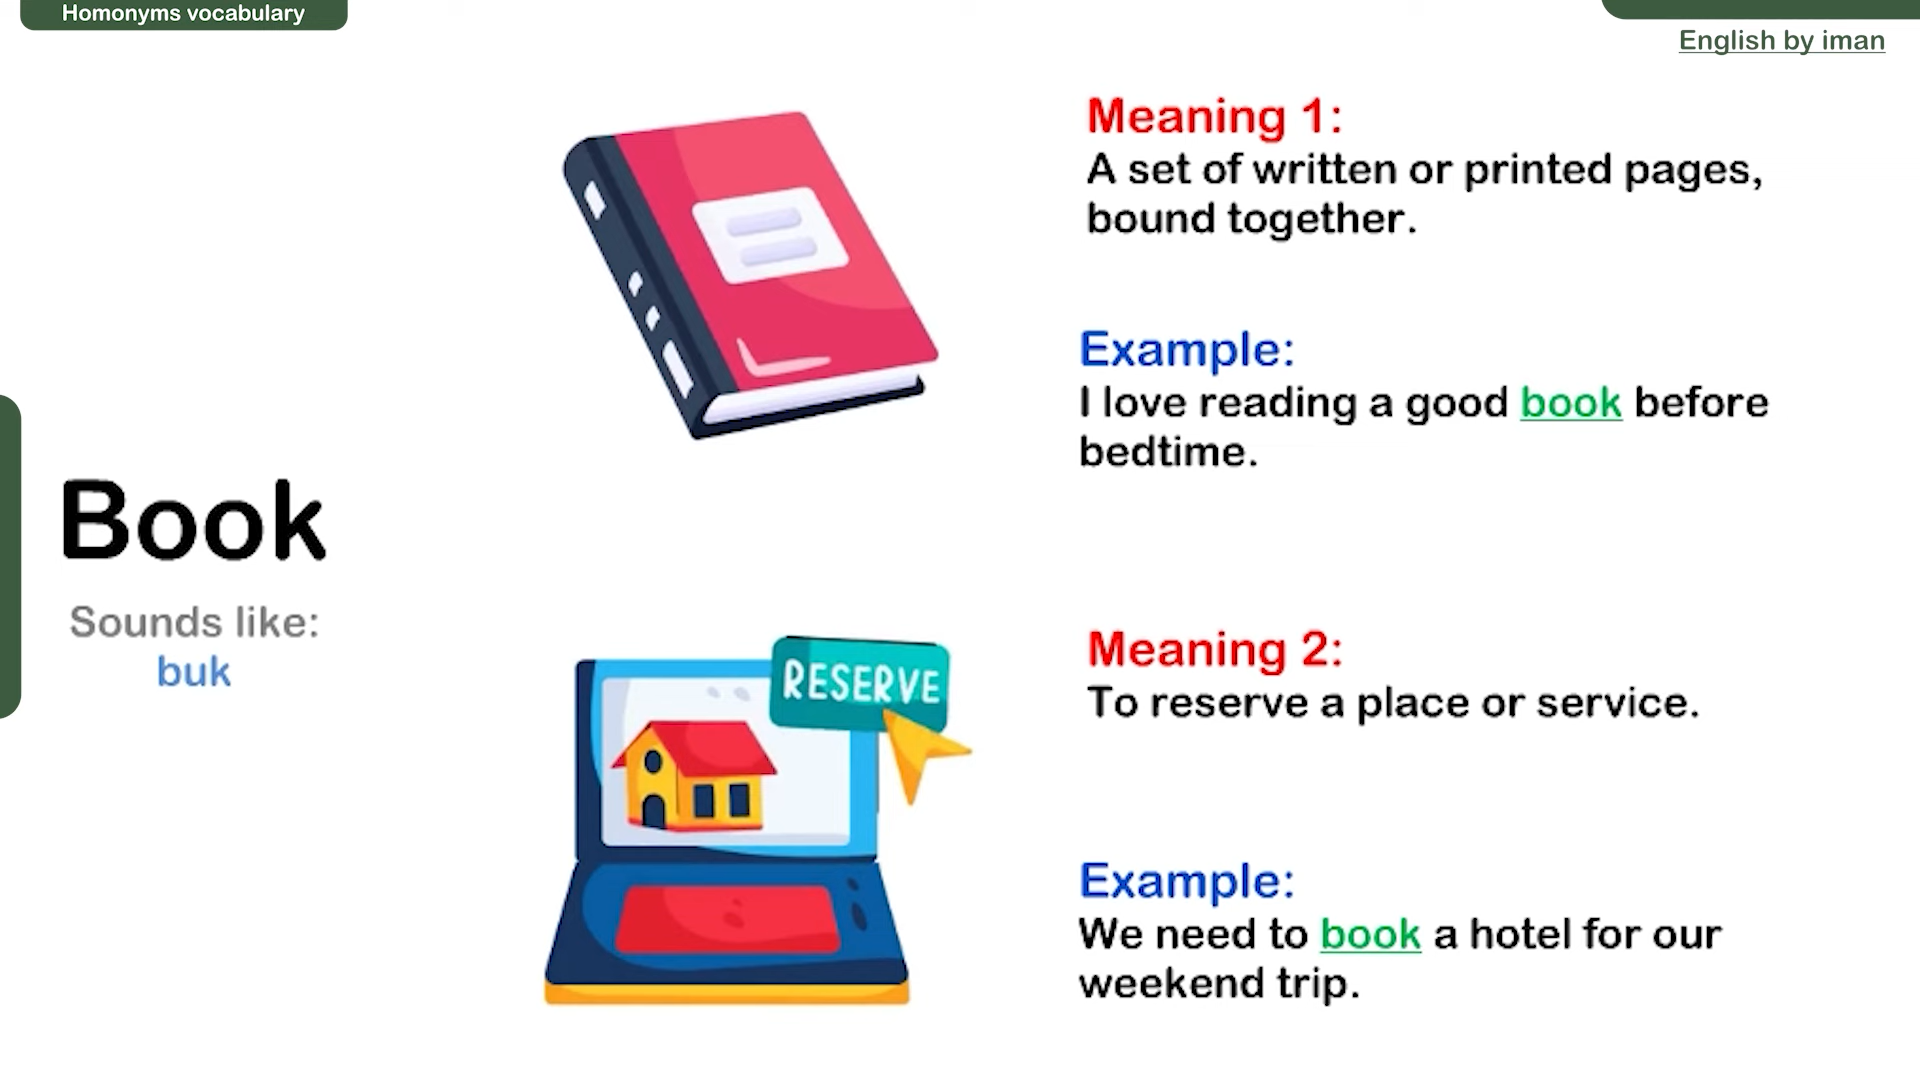 Homonyms vocabulary
English by iman
Book
Sounds like:
buk
Meaning 1:
A set of written or printed pages,
bound together.
Example:
I love reading a good book before
bedtime.
RESERVE
Meaning 2:
To reserve a place or service.
Example:
We need to book a hotel for our
weekend trip.